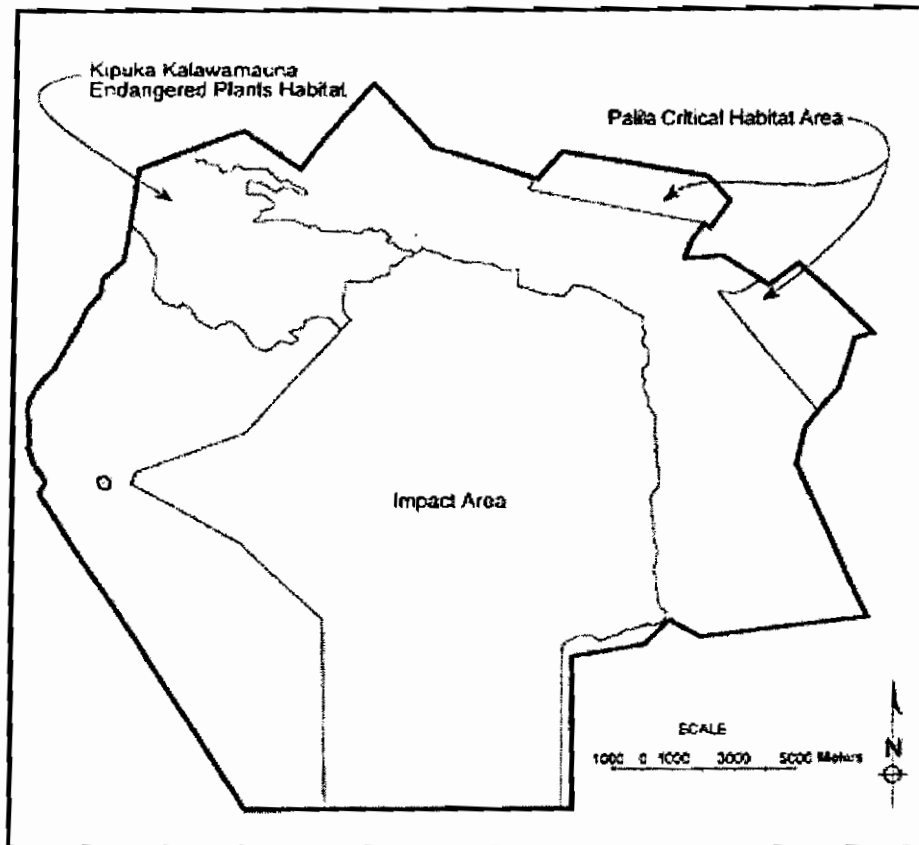 Kipuka Kalawamauna
Endangered Plants Habitat
Palila Critical Habitat Area
Impact Area
SCALE
1000 0 1000 3000 5000 Meters
N